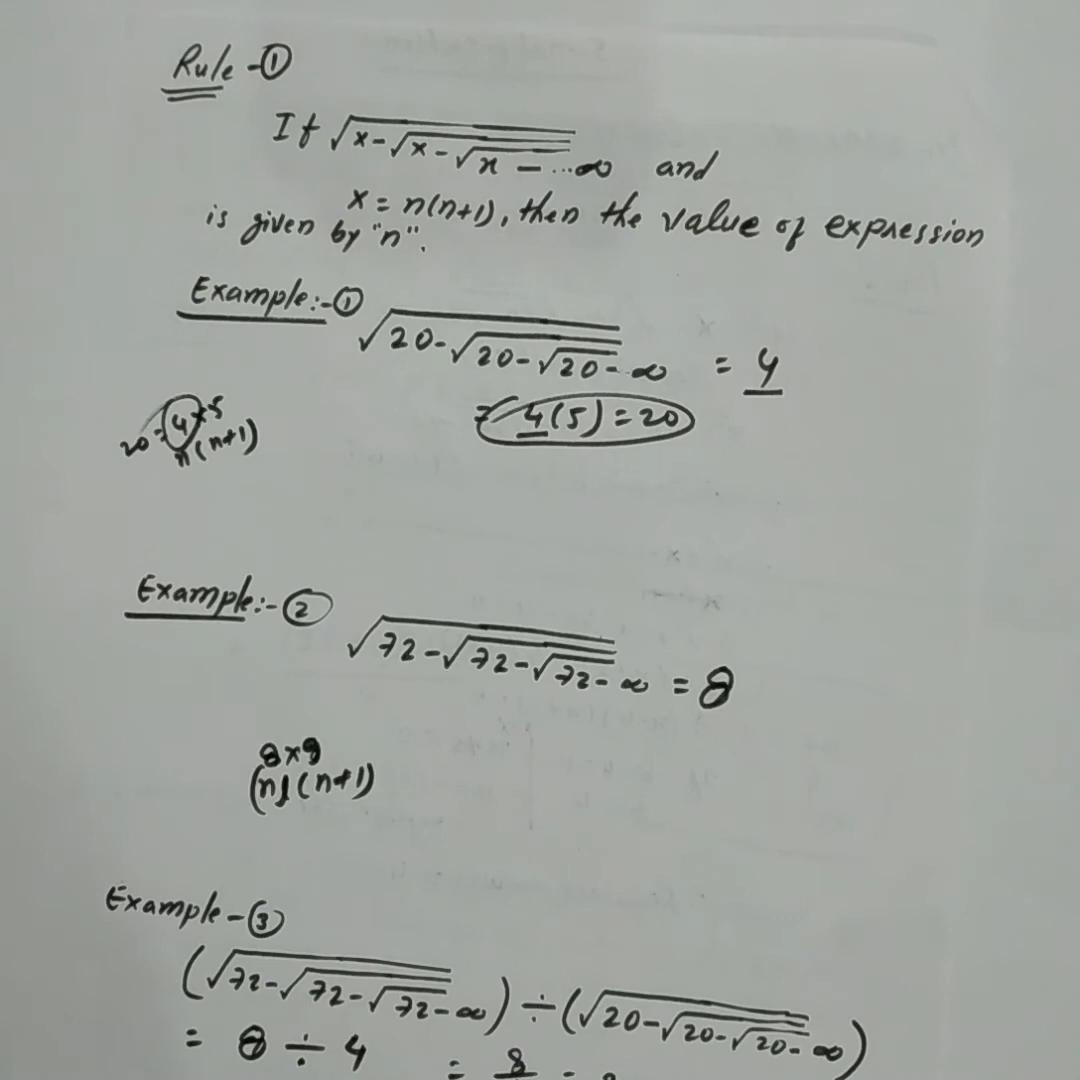 Rule -①
If √x-√x-√x - ...∞ and
x = n(n+1), then the value of expression
is given by "n".
Example:-①
√20-√20-√20-..∞ = 4
= 4(5)=20
20 = 4×5
n(n+1)
Example:- ②
√72-√72-√72- ∞ = 8
8×9
(n)(n+1)
Example-③
(√72-√72-√72-∞) ÷ (√20-√20-√20-∞)
= 8 ÷ 4 = 8